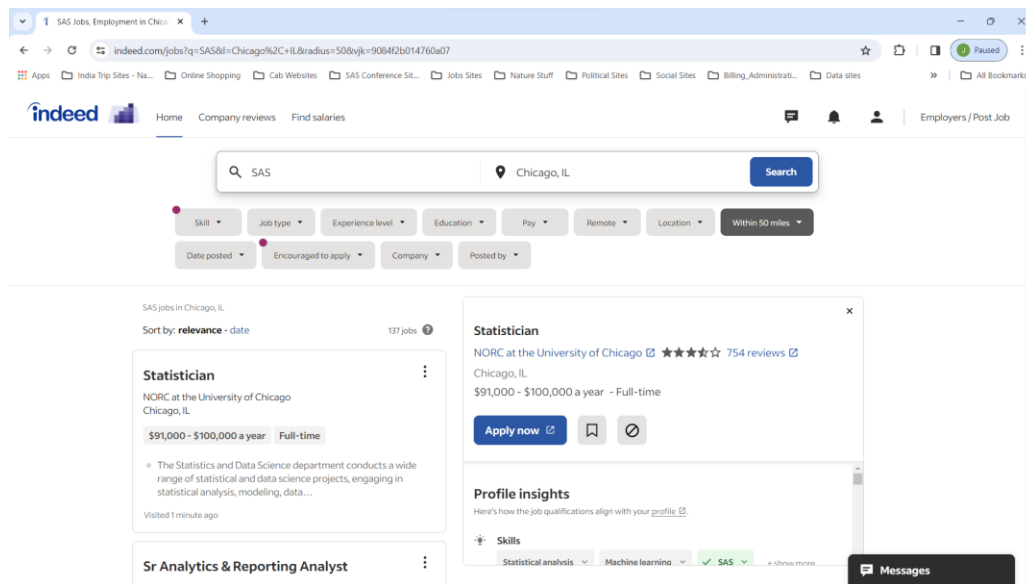 SAS Jobs, Employment in Chica
indeed.com/jobs?q=SAS&l=Chicago%2C+IL&radius=50&vjk=9084f2b014760a07
J Paused
Apps India Trip Sites - Na... Online Shopping Cab Websites SAS Conference Sit... Jobs Sites Nature Stuff Political Sites Social Sites Billing_Administrati... Data sites » All Bookmark
indeed Home Company reviews Find salaries Employers / Post Job
SAS Chicago, IL Search
Skill Job type Experience level Education Pay Remote Location Within 50 miles
Date posted Encouraged to apply Company Posted by
SAS jobs in Chicago, IL
Sort by: relevance - date 137 jobs ?
Statistician
NORC at the University of Chicago
Chicago, IL
$91,000 - $100,000 a year Full-time
The Statistics and Data Science department conducts a wide
range of statistical and data science projects, engaging in
statistical analysis, modeling, data...
Visited 1 minute ago
Sr Analytics & Reporting Analyst
Statistician
NORC at the University of Chicago 754 reviews
Chicago, IL
$91,000 - $100,000 a year - Full-time
Apply now
Profile insights
Here's how the job qualifications align with your profile.
Skills
Statistical analysis Machine learning SAS + show more
Messages